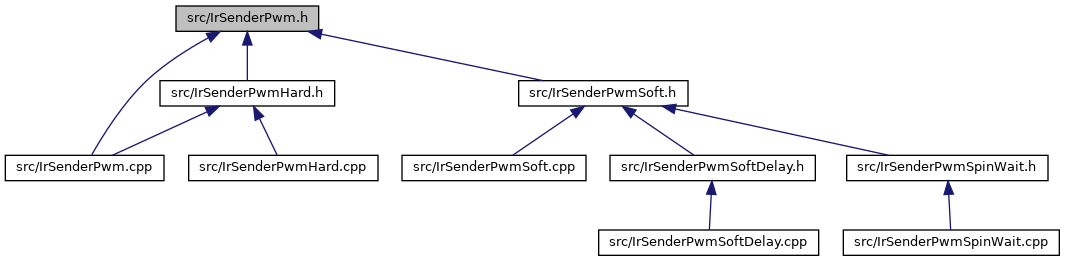 src/IrSenderPwm.h
src/IrSenderPwmHard.h
src/IrSenderPwmSoft.h
src/IrSenderPwm.cpp
src/IrSenderPwmHard.cpp
src/IrSenderPwmSoft.cpp
src/IrSenderPwmSoftDelay.h
src/IrSenderPwmSpinWait.h
src/IrSenderPwmSoftDelay.cpp
src/IrSenderPwmSpinWait.cpp